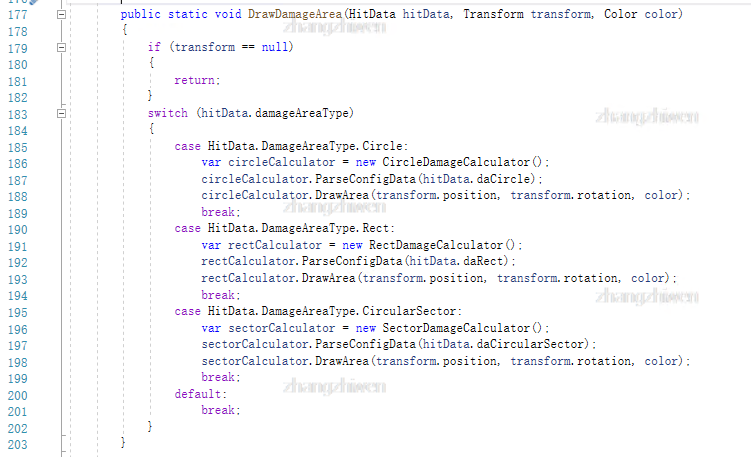 177 public static void DrawDamageArea(HitData hitData, Transform transform, Color color)
178 {
zhangzhiwen
179 if (transform == null)
180 {
181 return;
182 }
183 switch (hitData.damageAreaType)
zhangzhiwen
184 {
185 case HitData.DamageAreaType.Circle:
186 var circleCalculator = new CircleDamageCalculator();
187 circleCalculator.ParseConfigData(hitData.daCircle);
188 circleCalculator.DrawArea(transform.position, transform.rotation, color);
189 break;
zhangzhiwen
190 case HitData.DamageAreaType.Rect:
191 var rectCalculator = new RectDamageCalculator();
192 rectCalculator.ParseConfigData(hitData.daRect);
193 rectCalculator.DrawArea(transform.position, transform.rotation, color);
194 break;
zhangzhiwen
195 case HitData.DamageAreaType.CircularSector:
196 var sectorCalculator = new SectorDamageCalculator();
197 sectorCalculator.ParseConfigData(hitData.daCircularSector);
198 sectorCalculator.DrawArea(transform.position, transform.rotation, color);
199 break;
zhangzhiwen
200 default:
201 break;
202 }
203 }